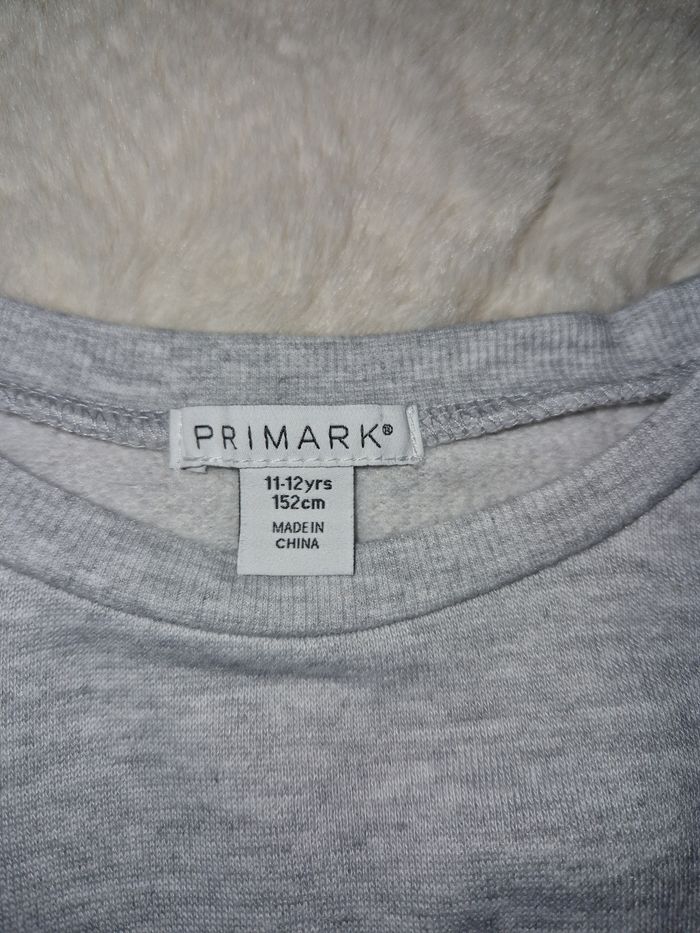 PRIMARK®
11-12yrs
152cm
MADE IN
CHINA